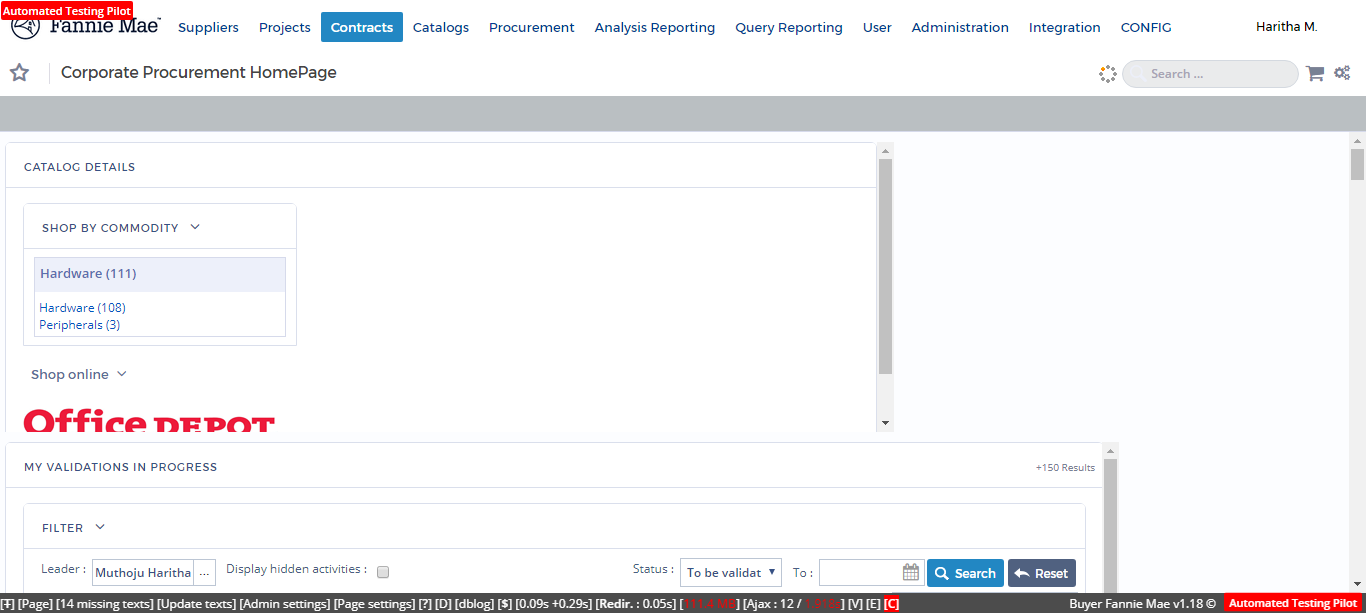 Automated Testing Pilot
Fannie Mae™ Suppliers Projects Contracts Catalogs Procurement Analysis Reporting Query Reporting User Administration Integration CONFIG Haritha M.
Corporate Procurement HomePage Search ...
CATALOG DETAILS
SHOP BY COMMODITY
Hardware (111)
Hardware (108)
Peripherals (3)
Shop online
Office DEPOT
MY VALIDATIONS IN PROGRESS +150 Results
FILTER
Leader : Muthoju Haritha ... Display hidden activities : Status : To be validat To : Search Reset
[Page] [14 missing texts] [Update texts] [Admin settings] [Page settings] [?] [D] [dblog] [$] [0.09s +0.29s] [Redir. : 0.05s] [Ajax : 12 / [V] [E] [C] Buyer Fannie Mae v1.18 © Automated Testing Pilot